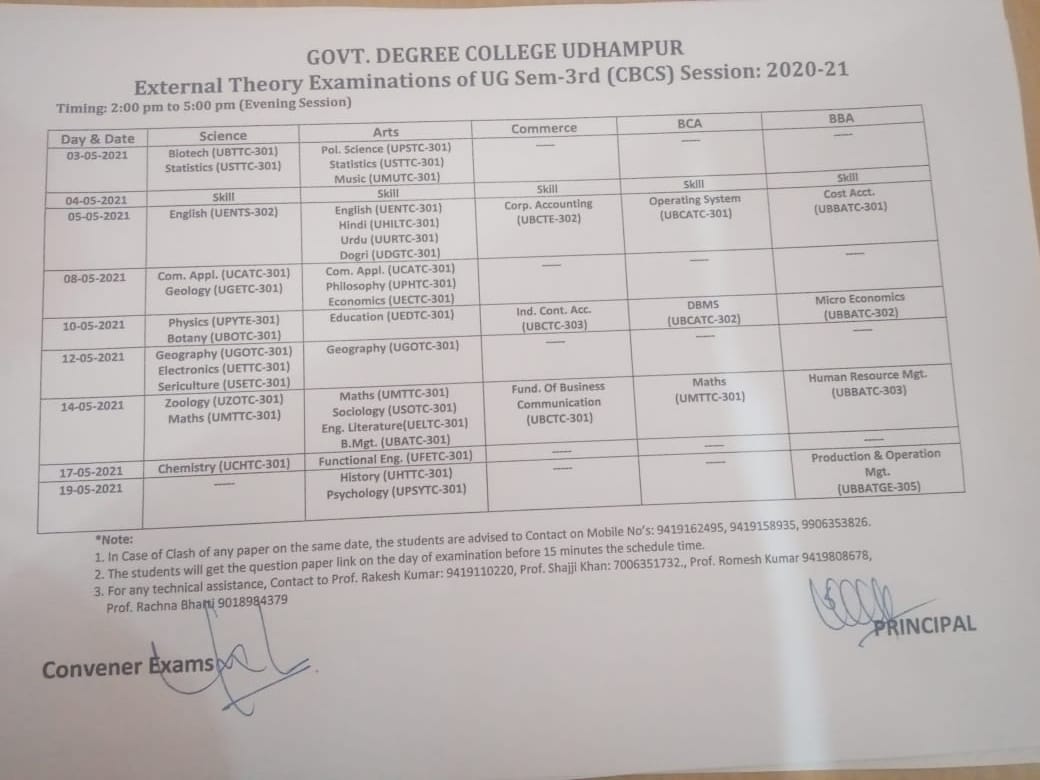 GOVT. DEGREE COLLEGE UDHAMPUR
External Theory Examinations of UG Sem-3rd (CBCS) Session: 2020-21
Timing: 2:00 pm to 5:00 pm (Evening Session)
Day & Date Science Arts Commerce BCA BBA
03-05-2021 Biotech (UBTTC-301) Pol. Science (UPSTC-301) ----- ----- -----
Statistics (USTTC-301) Statistics (USTTC-301)
Music (UMUTC-301)
04-05-2021 Skill Skill Skill Skill Skill
05-05-2021 English (UENTS-302) English (UENTC-301) Corp. Accounting Operating System Cost Acct.
Hindi (UHILTC-301) (UBCTE-302) (UBCATC-301) (UBBATC-301)
Urdu (UURTC-301)
Dogri (UDGTC-301)
08-05-2021 Com. Appl. (UCATC-301) Com. Appl. (UCATC-301) ----- ----- -----
Geology (UGETC-301) Philosophy (UPHTC-301)
Economics (UECTC-301)
10-05-2021 Physics (UPYTE-301) Education (UEDTC-301) Ind. Cont. Acc. DBMS Micro Economics
Botany (UBOTC-301) (UBCTC-303) (UBCATC-302) (UBBATC-302)
12-05-2021 Geography (UGOTC-301) Geography (UGOTC-301) ----- ----- -----
Electronics (UETTC-301)
Sericulture (USETC-301)
14-05-2021 Zoology (UZOTC-301) Maths (UMTTC-301) Fund. Of Business Maths Human Resource Mgt.
Maths (UMTTC-301) Sociology (USOTC-301) Communication (UMTTC-301) (UBBATC-303)
Eng. Literature(UELTC-301) (UBCTC-301)
B.Mgt. (UBATC-301)
17-05-2021 Chemistry (UCHTC-301) Functional Eng. (UFETC-301) ----- ----- -----
19-05-2021 ----- History (UHTTC-301) ----- ----- Production & Operation
Psychology (UPSYTC-301) Mgt.
(UBBATGE-305)
*Note:
1. In Case of Clash of any paper on the same date, the students are advised to Contact on Mobile No's: 9419162495, 9419158935, 9906353826.
2. The students will get the question paper link on the day of examination before 15 minutes the schedule time.
3. For any technical assistance, Contact to Prof. Rakesh Kumar: 9419110220, Prof. Shajji Khan: 7006351732., Prof. Romesh Kumar 9419808678,
Prof. Rachna Bharti 9018984379
PRINCIPAL
Convener Exams